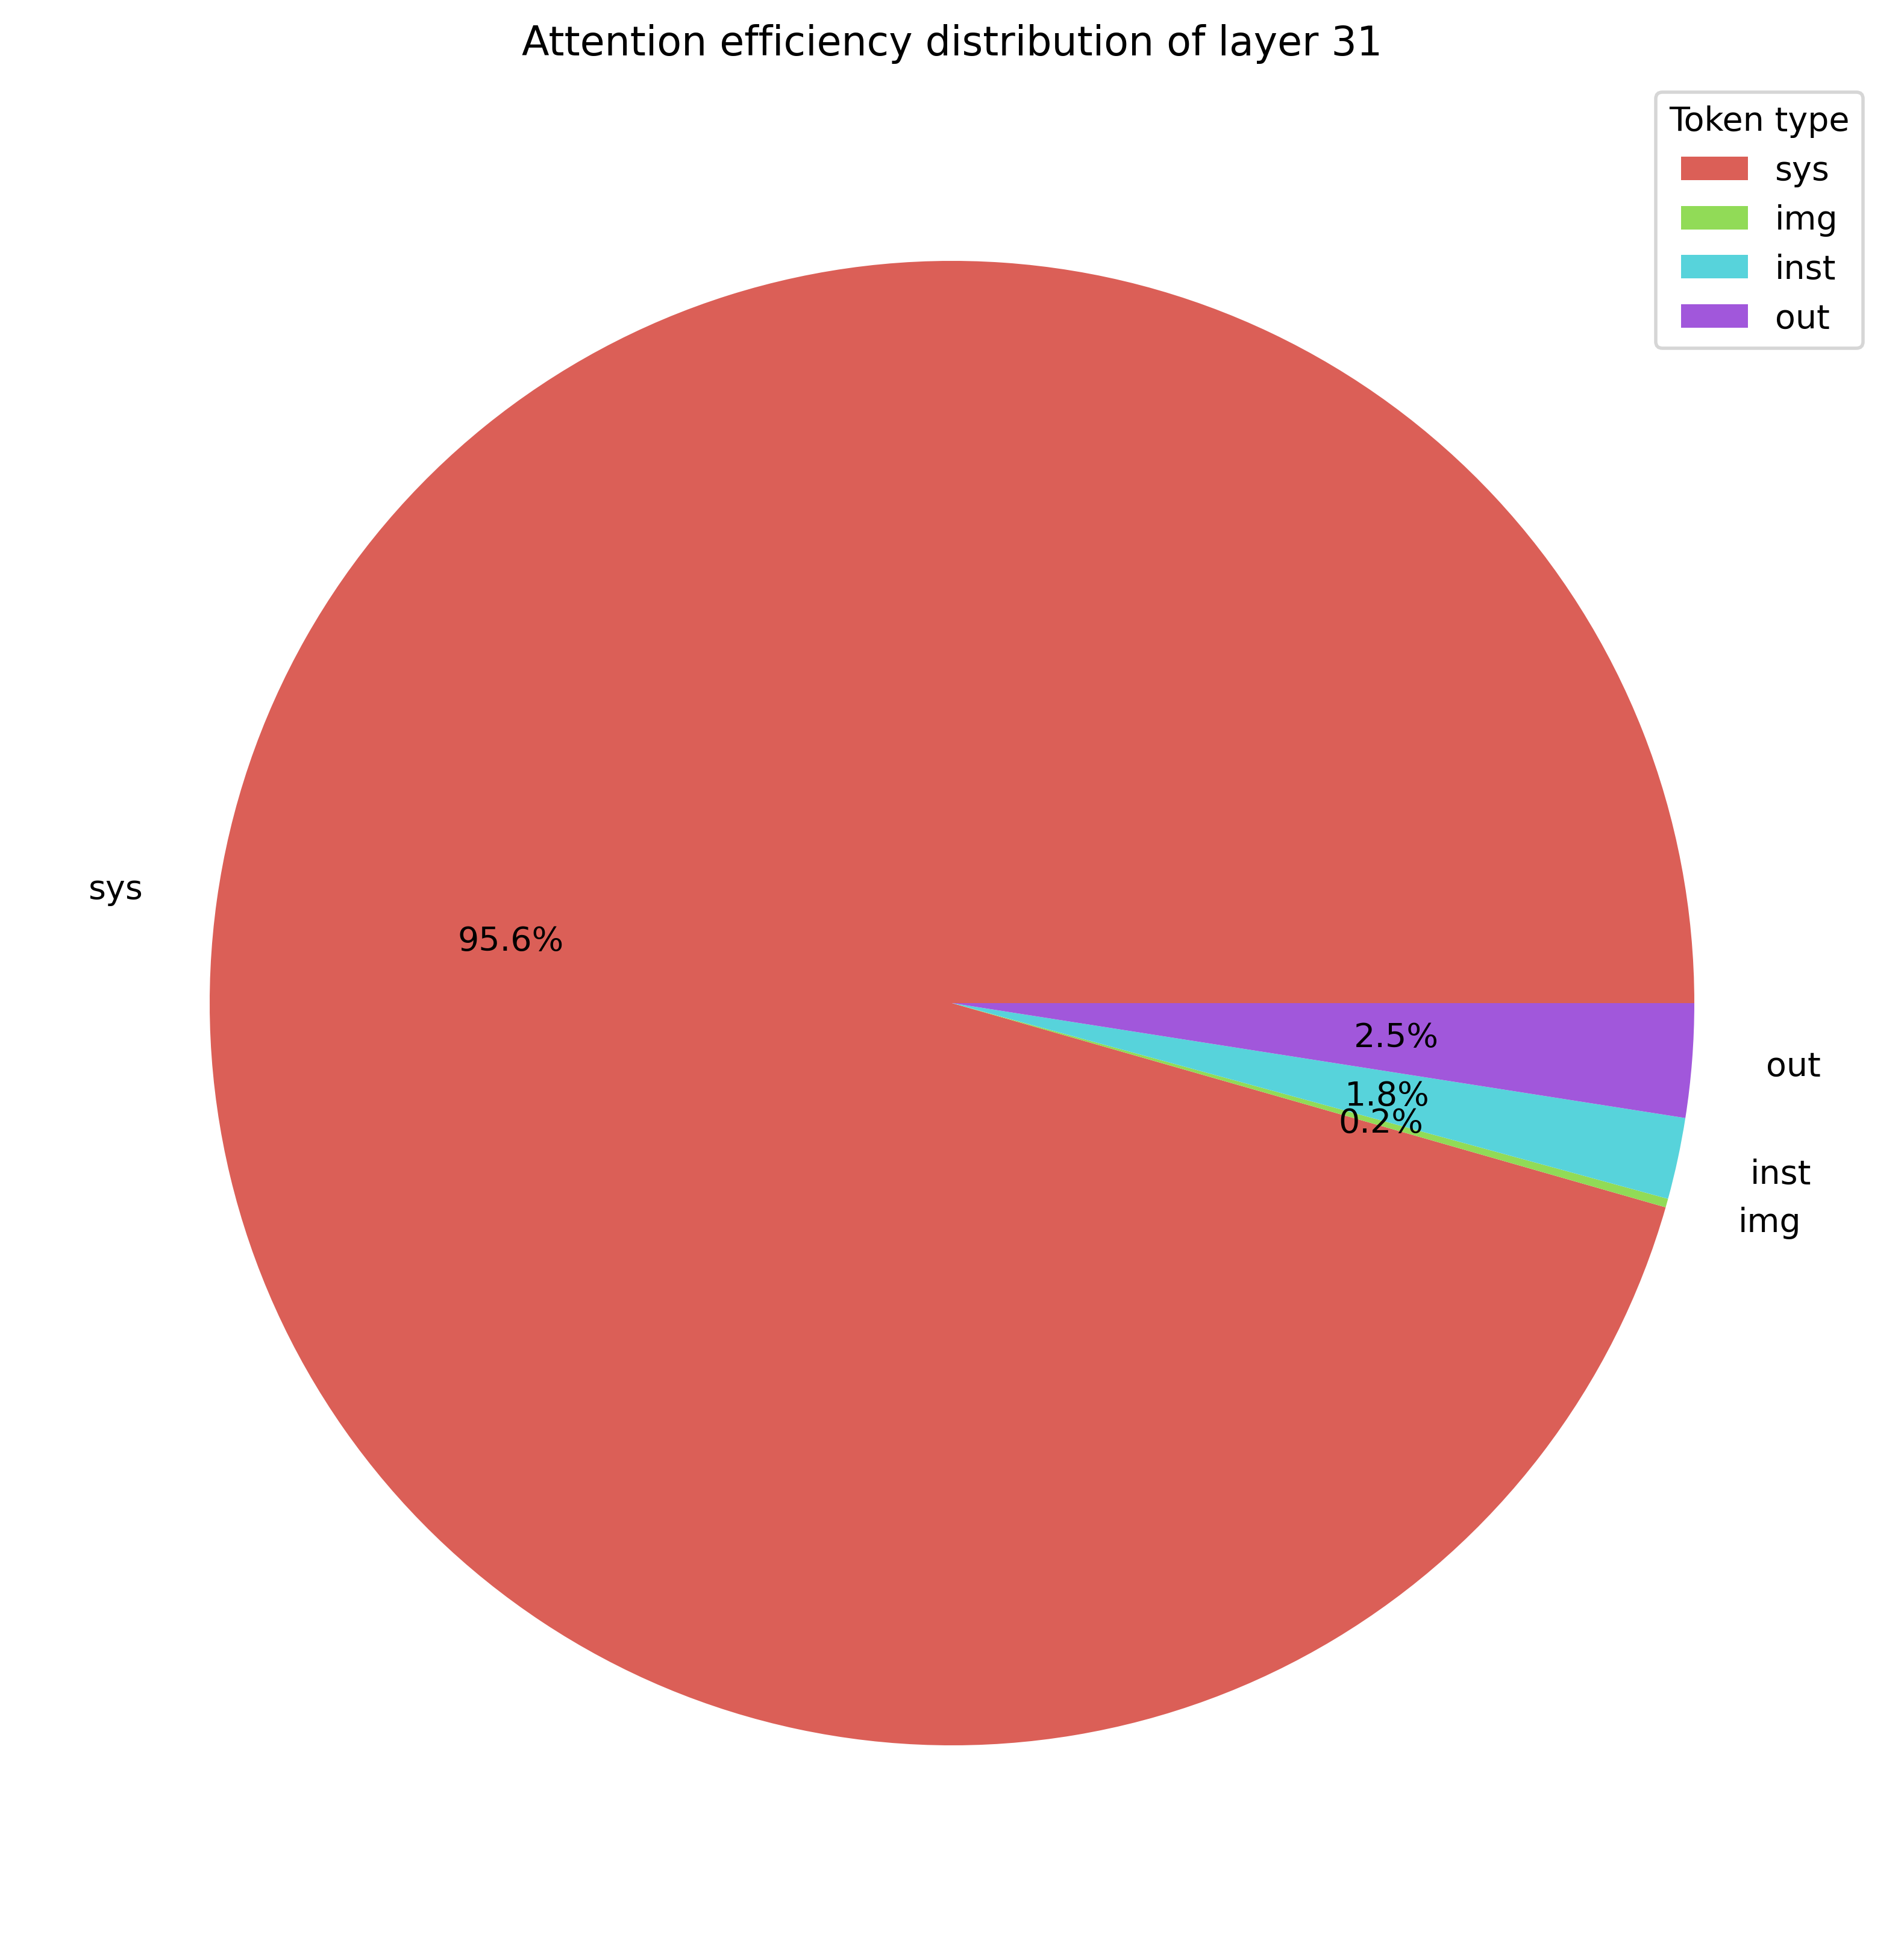 Attention efficiency distribution of layer 31
Token type
sys
img
inst
out
sys
95.6%
2.5%
out
1.8%
0.2%
inst
img